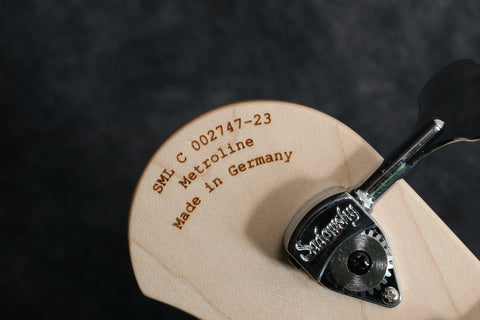 SML C 002747-23
Metroline
Made in Germany
Sadowsky